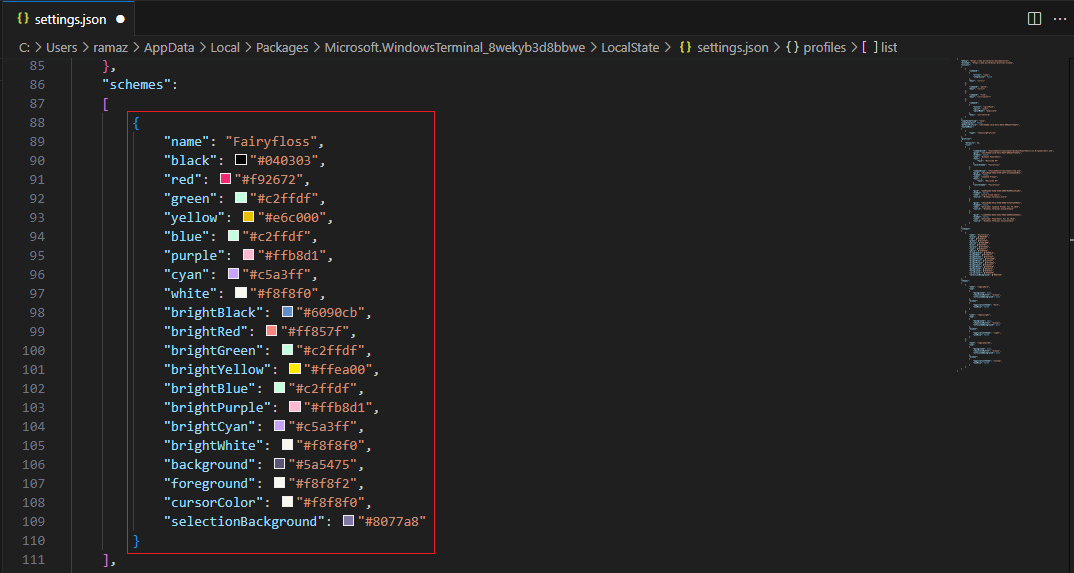 {} settings.json ●
C: > Users > ramaz > AppData > Local > Packages > Microsoft.WindowsTerminal_8wekyb3d8bbwe > LocalState > {} settings.json > {} profiles > [ ] list
85 },
86 "schemes":
87 [
88 {
89 "name": "Fairyfloss",
90 "black": "#040303",
91 "red": "#f92672",
92 "green": "#c2ffdf",
93 "yellow": "#e6c000",
94 "blue": "#c2ffdf",
95 "purple": "#ffb8d1",
96 "cyan": "#c5a3ff",
97 "white": "#f8f8f0",
98 "brightBlack": "#6090cb",
99 "brightRed": "#ff857f",
100 "brightGreen": "#c2ffdf",
101 "brightYellow": "#ffea00",
102 "brightBlue": "#c2ffdf",
103 "brightPurple": "#ffb8d1",
104 "brightCyan": "#c5a3ff",
105 "brightWhite": "#f8f8f0",
106 "background": "#5a5475",
107 "foreground": "#f8f8f2",
108 "cursorColor": "#f8f8f0",
109 "selectionBackground": "#8077a8"
110 }
111 ],